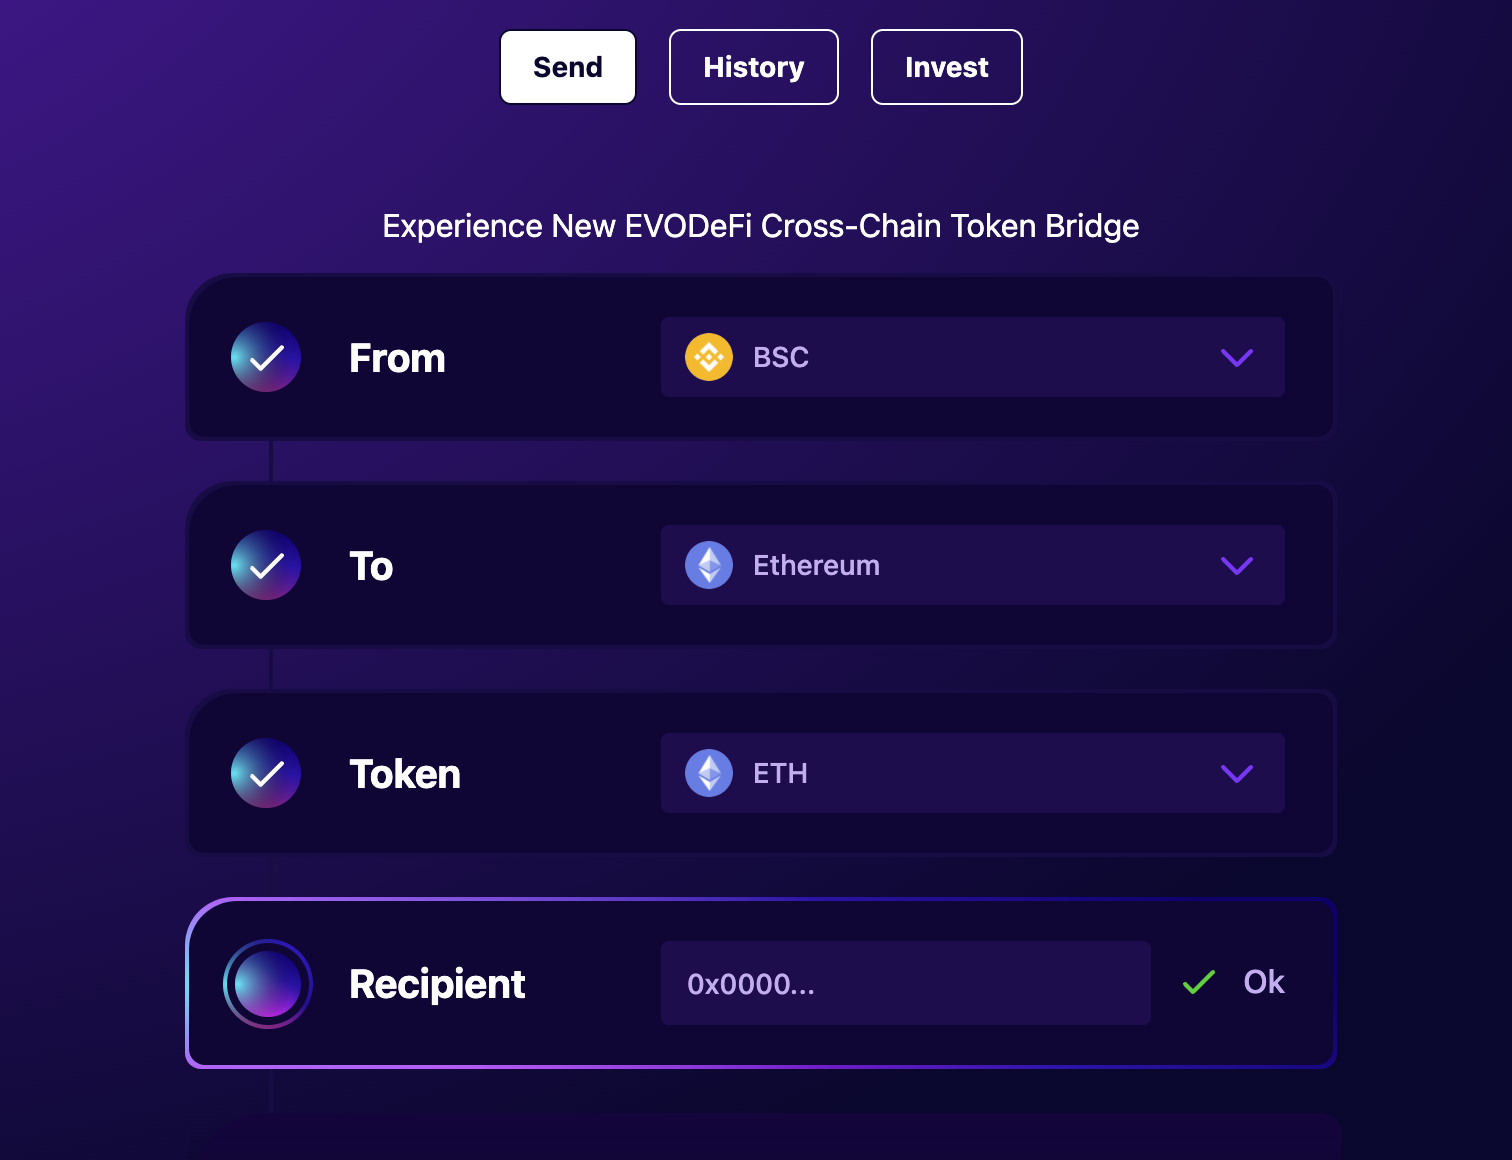 Send
History
Invest
Experience New EVODeFi Cross-Chain Token Bridge
From
BSC
To
Ethereum
Token
ETH
Recipient
0x0000...
Ok